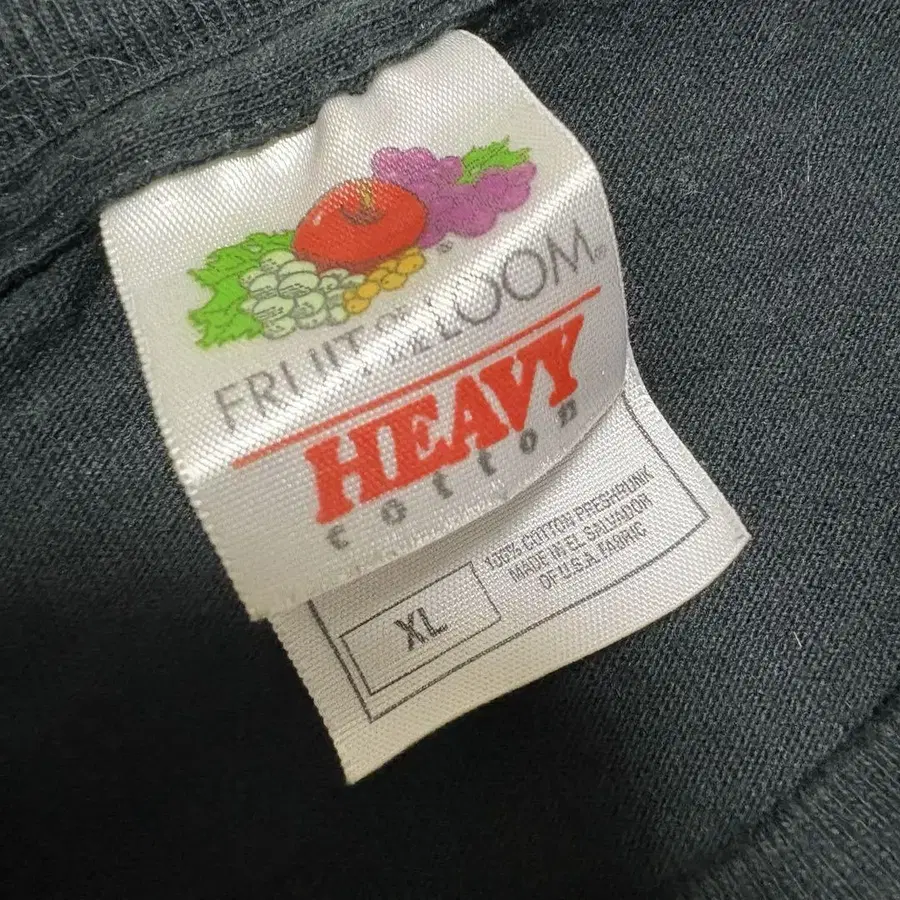 FRUIT OF THE LOOM®
HEAVY
cotton
XL
100% COTTON PRESHRUNK
MADE IN EL SALVADOR
OF U.S.A. FABRIC